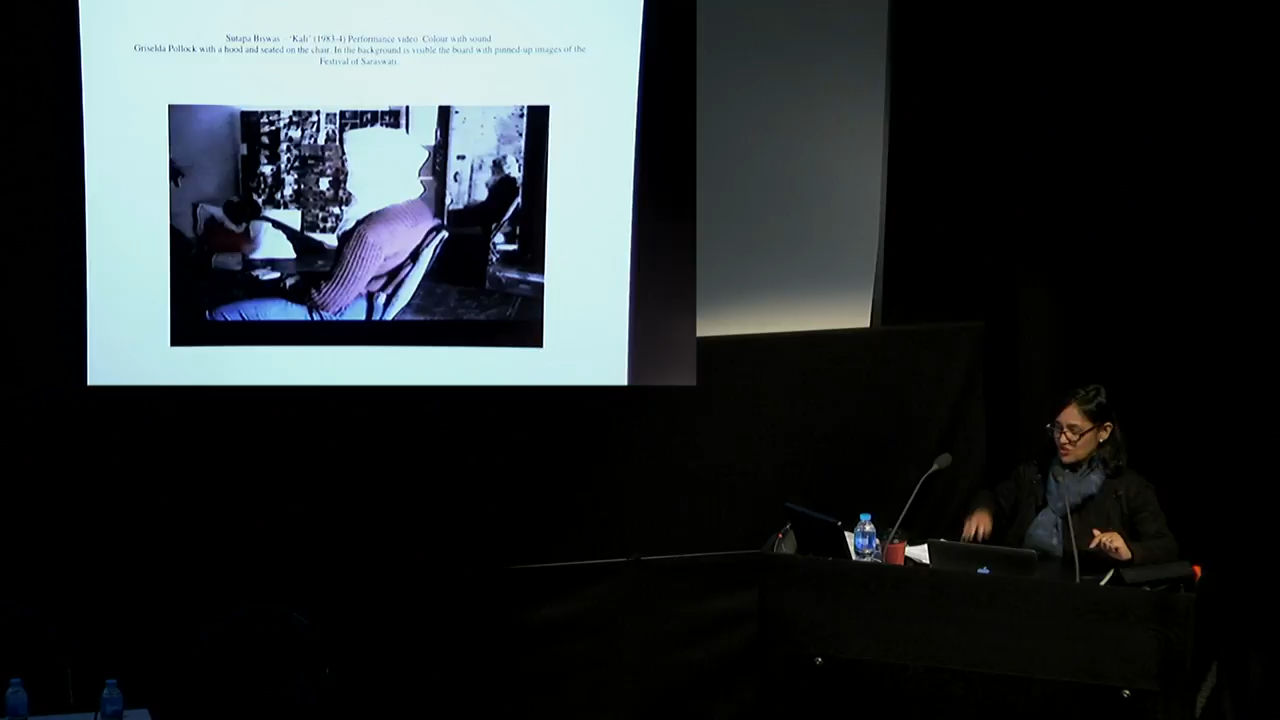 Sutapa Biswas - 'Kali' (1983-4) Performance video. Colour with sound
Griselda Pollock with a hood and seated on the chair. In the background is visible the board with pinned-up images of the
Festival of Saraswati